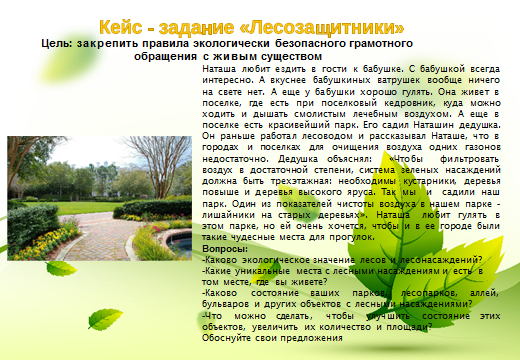 Кейс - задание «Лесозащитники»
Цель: закрепить правила экологически безопасного грамотного
обращения с живым существом
Наташа любит ездить в гости к бабушке. С бабушкой всегда
интересно. А вкуснее бабушкиных ватрушек вообще ничего
на свете нет. А еще у бабушки хорошо гулять. Она живет в
поселке, где есть при поселковый кедровник, куда можно
ходить и дышать смолистым лечебным воздухом. А еще в
поселке есть красивейший парк. Его садил Наташин дедушка.
Он раньше работал лесоводом и рассказывал Наташе, что в
городах и поселках для очищения воздуха одних газонов
недостаточно. Дедушка объяснял: «Чтобы фильтровать
воздух в достаточной степени, система зеленых насаждений
должна быть трехэтажная: необходимы кустарники, деревья
повыше и деревья высокого яруса. Так мы и садили наш
парк. Один из показателей чистоты воздуха в нашем парке -
лишайники на старых деревьях». Наташа любит гулять в
этом парке, но ей очень хочется, чтобы и в ее городе были
такие чудесные места для прогулок.
Вопросы:
-Каково экологическое значение лесов и лесонасаждений?
-Какие уникальные места с лесными насаждениями есть в
том месте, где вы живете?
-Каково состояние ваших парков, лесопарков, аллей,
бульваров и других объектов с лесными насаждениями?
-Что можно сделать, чтобы улучшить состояние этих
объектов, увеличить их количество и площади?
Обоснуйте свои предложения